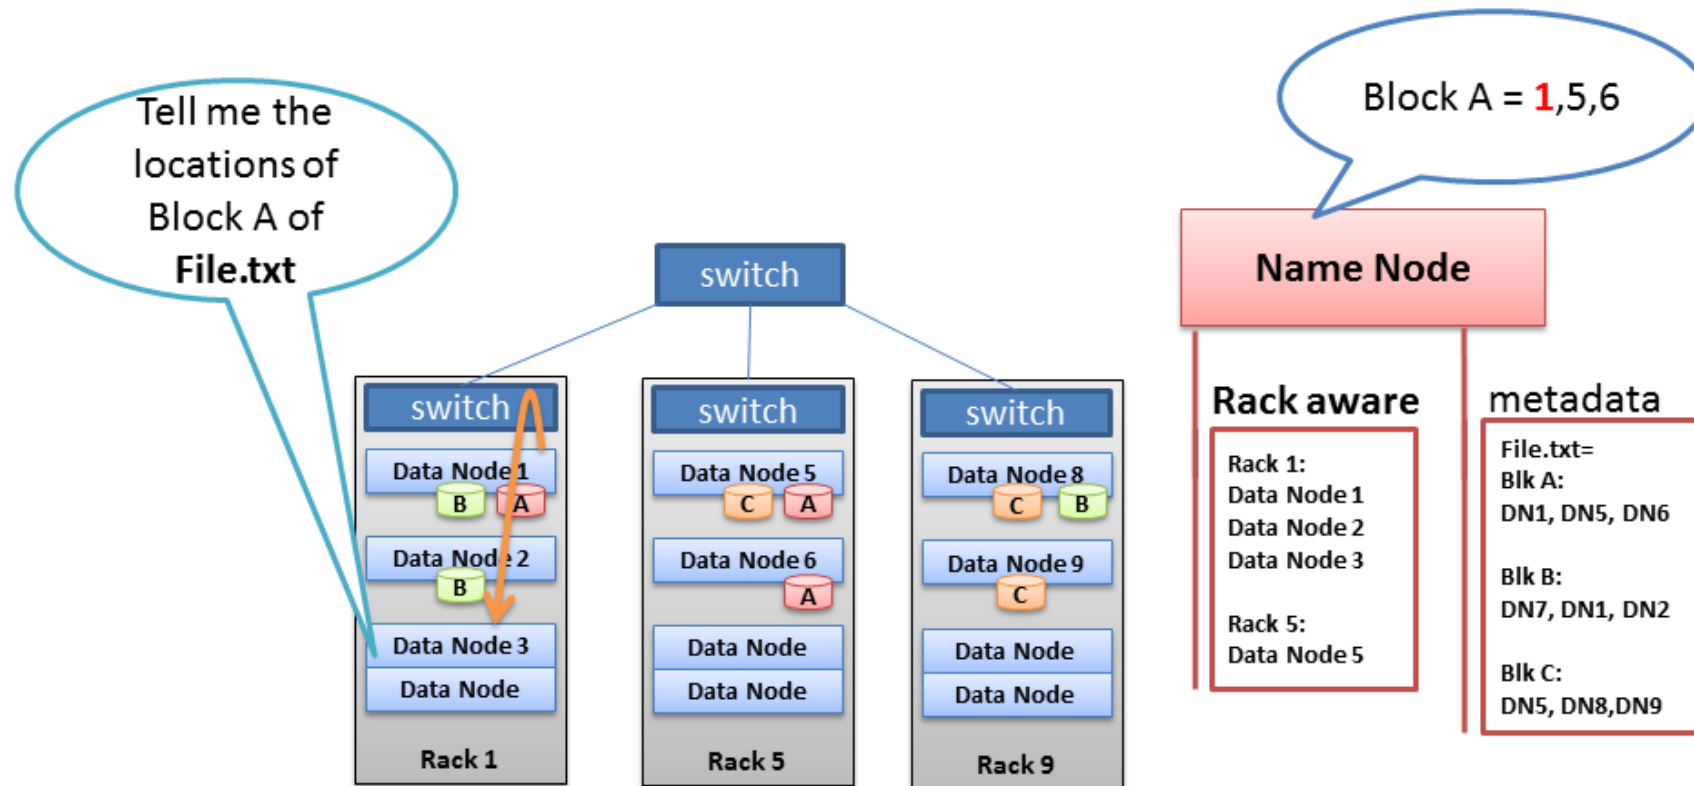 Tell me the
locations of
Block A of
File.txt
Block A = 1,5,6
Name Node
switch
switch
Data Node 1
B
A
Data Node 2
B
Data Node 3
Data Node
Rack 1
switch
Data Node 5
C
A
Data Node 6
A
Data Node
Data Node
Rack 5
switch
Data Node 8
C
B
Data Node 9
C
Data Node
Data Node
Rack 9
Rack aware
Rack 1:
Data Node 1
Data Node 2
Data Node 3
Rack 5:
Data Node 5
metadata
File.txt=
Blk A:
DN1, DN5, DN6
Blk B:
DN7, DN1, DN2
Blk C:
DN5, DN8,DN9